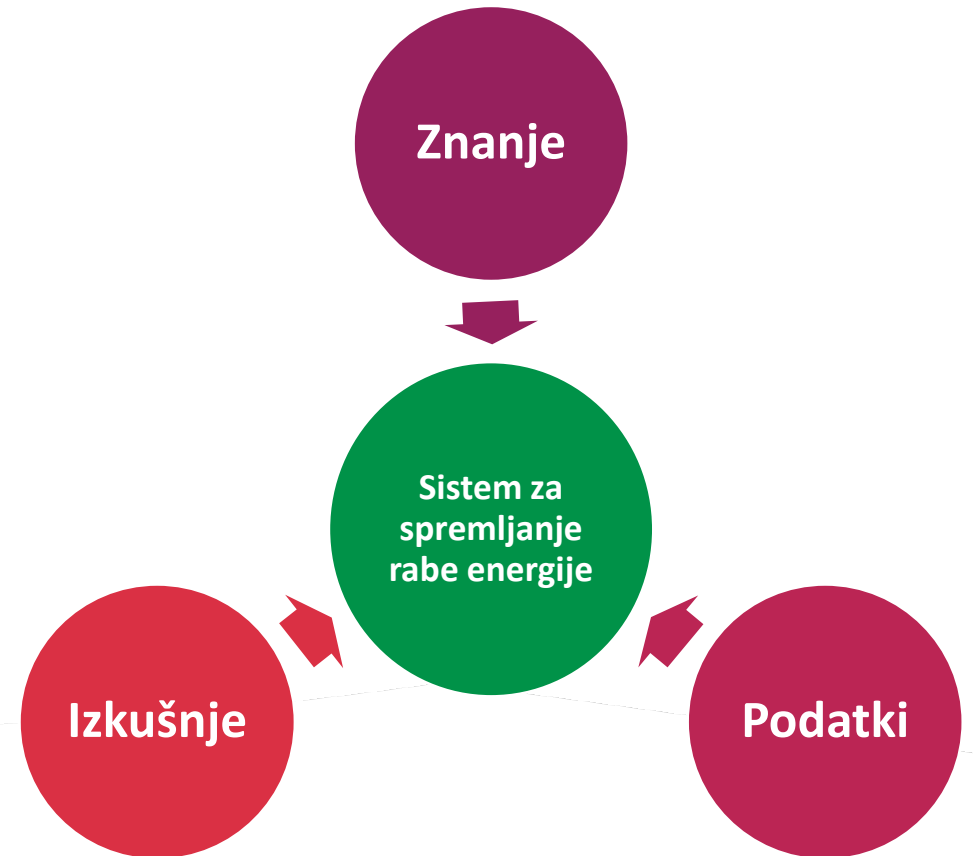 Znanje
Sistem za
spremljanje
rabe energije
Izkušnje
Podatki